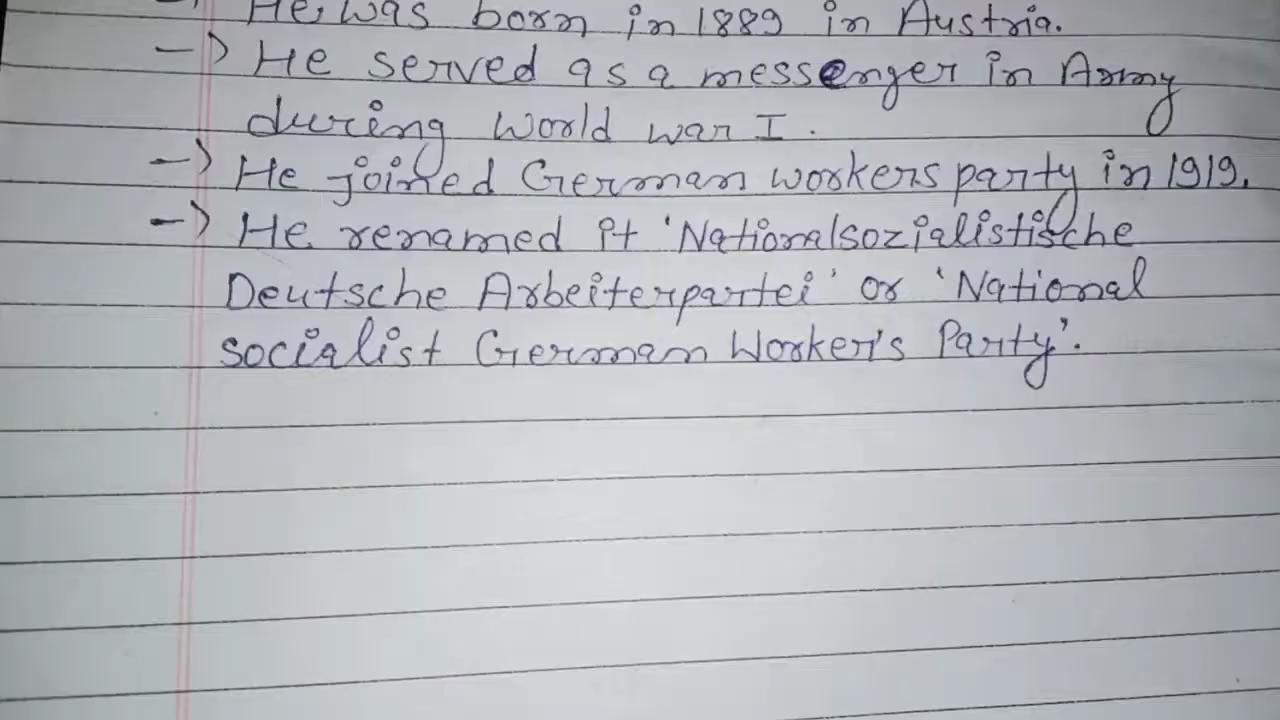 He was born in 1889 in Austria.
-> He served as a messenger in Army
during World war I.
-> He joined German workers party in 1919.
-> He renamed it 'Nationalsozialistische
Deutsche Arbeiterpartei' or 'National
socialist German Worker's Party'.